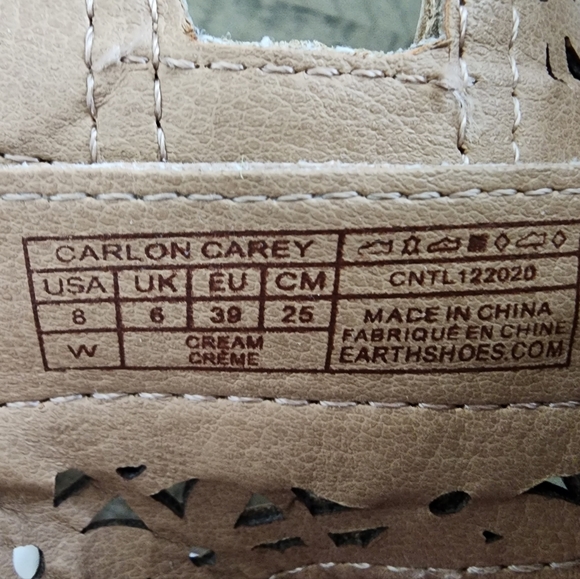 CARLON CAREY
USA UK EU CM
8 6 39 25
W CREAM
CRÈME
CNTL122020
MADE IN CHINA
FABRIQUÉ EN CHINE
EARTHSHOES.COM